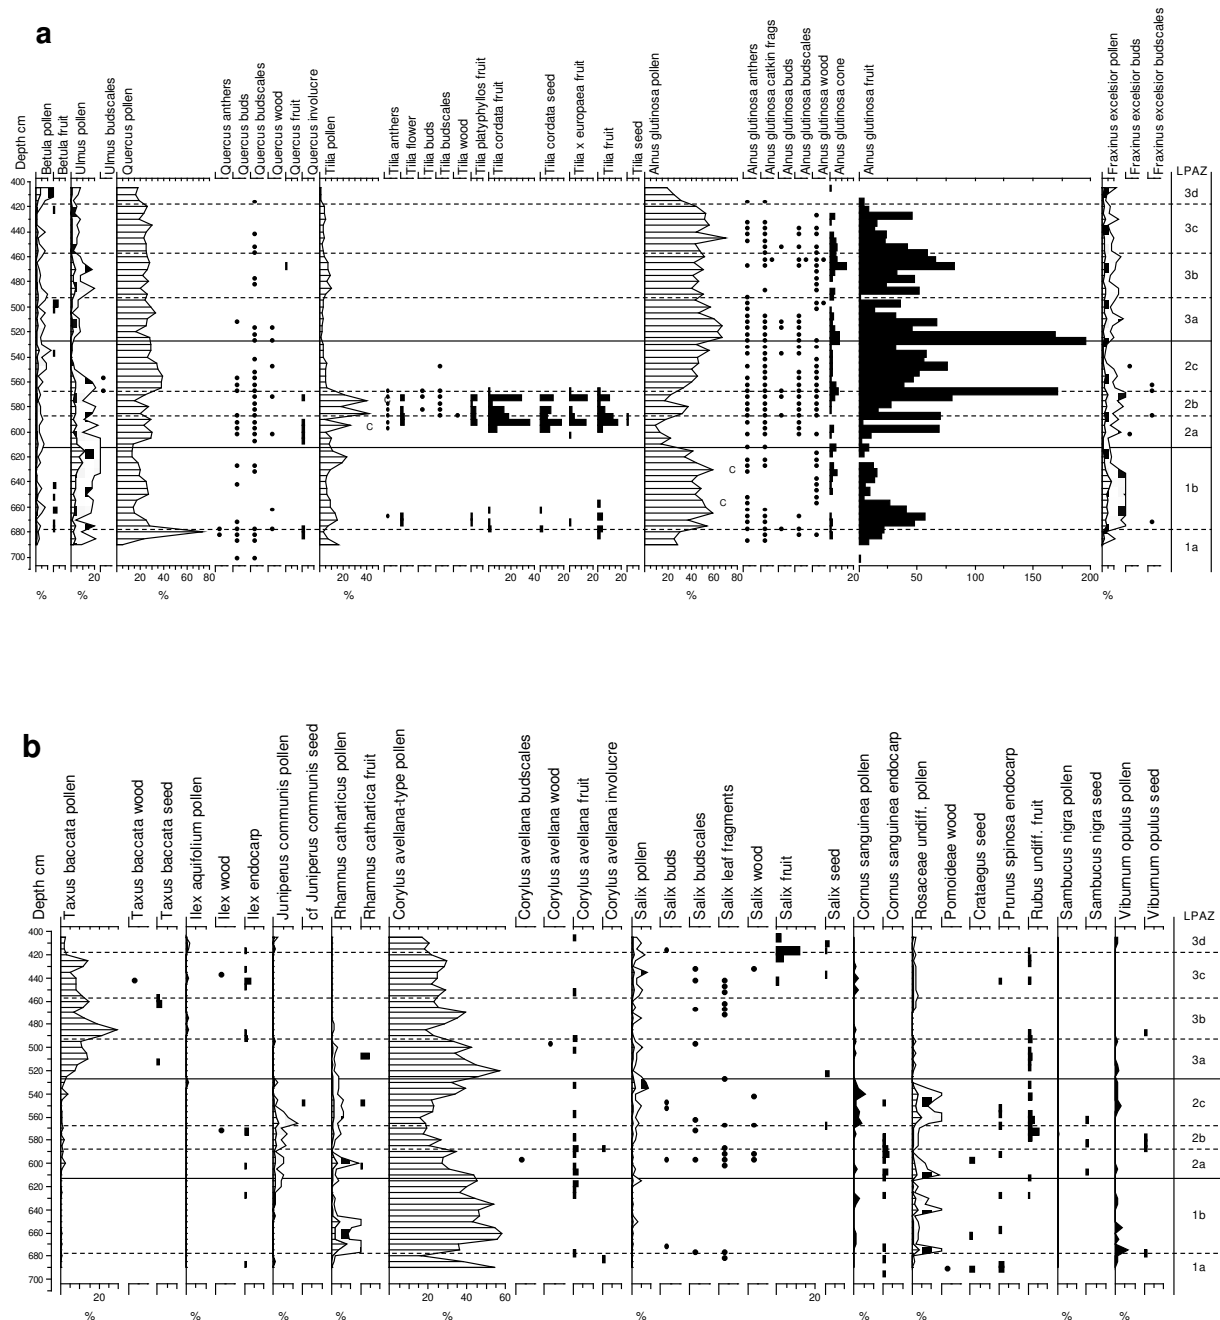 a
Depth cm
Betula pollen
Betula fruit
Ulmus pollen
Ulmus budscales
Quercus pollen
Quercus anthers
Quercus buds
Quercus budscales
Quercus wood
Quercus fruit
Quercus involucre
Tilia pollen
Tilia anthers
Tilia flower
Tilia buds
Tilia budscales
Tilia wood
Tilia platyphyllos fruit
Tilia cordata fruit
Tilia cordata seed
Tilia x europaea fruit
Tilia fruit
Tilia seed
Alnus glutinosa pollen
Alnus glutinosa anthers
Alnus glutinosa catkin frags
Alnus glutinosa buds
Alnus glutinosa budscales
Alnus glutinosa wood
Alnus glutinosa cone
Alnus glutinosa fruit
Fraxinus excelsior pollen
Fraxinus excelsior buds
Fraxinus excelsior budscales
LPAZ
400
420
440
460
480
500
520
540
560
580
600
620
640
660
680
700
3d
3c
3b
3a
2c
2b
2a
1b
1a
C
C
C
C
20
20 40 60 80
20 40
20 40
20
20
20
20 40 60 80
20
50 100 150 200
% % % % % %
b
Depth cm
Taxus baccata pollen
Taxus baccata wood
Taxus baccata seed
Ilex aquifolium pollen
Ilex wood
Ilex endocarp
Juniperus communis pollen
cf Juniperus communis seed
Rhamnus catharticus pollen
Rhamnus cathartica fruit
Corylus avellana-type pollen
Corylus avellana budscales
Corylus avellana wood
Corylus avellana fruit
Corylus avellana involucre
Salix pollen
Salix buds
Salix budscales
Salix leaf fragments
Salix wood
Salix fruit
Salix seed
Cornus sanguinea pollen
Cornus sanguinea endocarp
Rosaceae undiff. pollen
Pomoideae wood
Crataegus seed
Prunus spinosa endocarp
Rubus undiff. fruit
Sambucus nigra pollen
Sambucus nigra seed
Viburnum opulus pollen
Viburnum opulus seed
LPAZ
400
420
440
460
480
500
520
540
560
580
600
620
640
660
680
700
3d
3c
3b
3a
2c
2b
2a
1b
1a
20
20 40 60
20
% % % % % % % % % %